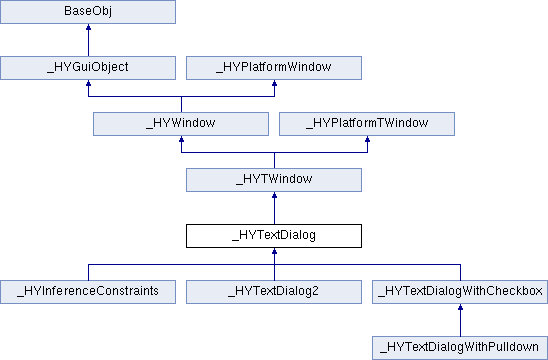 BaseObj
_HYGuiObject
_HYPlatformWindow
_HYWindow
_HYPlatformTWindow
_HYTWindow
_HYTextDialog
_HYInferenceConstraints
_HYTextDialog2
_HYTextDialogWithCheckbox
_HYTextDialogWithPulldown